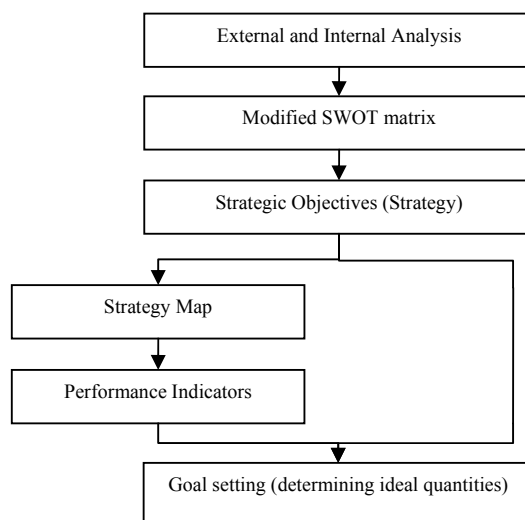 External and Internal Analysis
Modified SWOT matrix
Strategic Objectives (Strategy)
Strategy Map
Performance Indicators
Goal setting (determining ideal quantities)